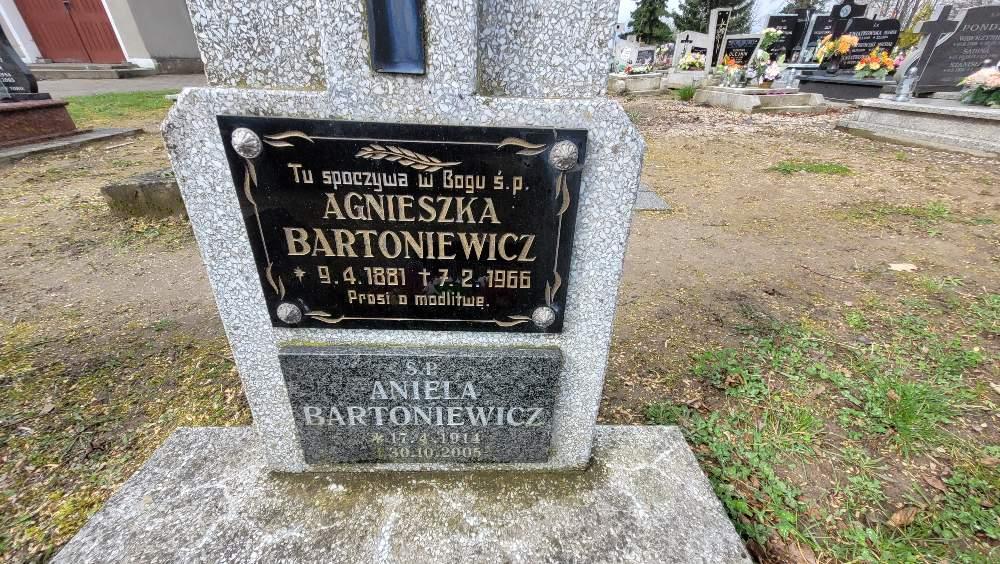 Tu spoczywa w Bogu ś.p.
AGNIESZKA
BARTONIEWICZ
* 9.4.1881 † 7.2.1966
Prosi o modlitwę.
Ś.P.
ANIELA
BARTONIEWICZ
*17.4.1914
30.10.2005